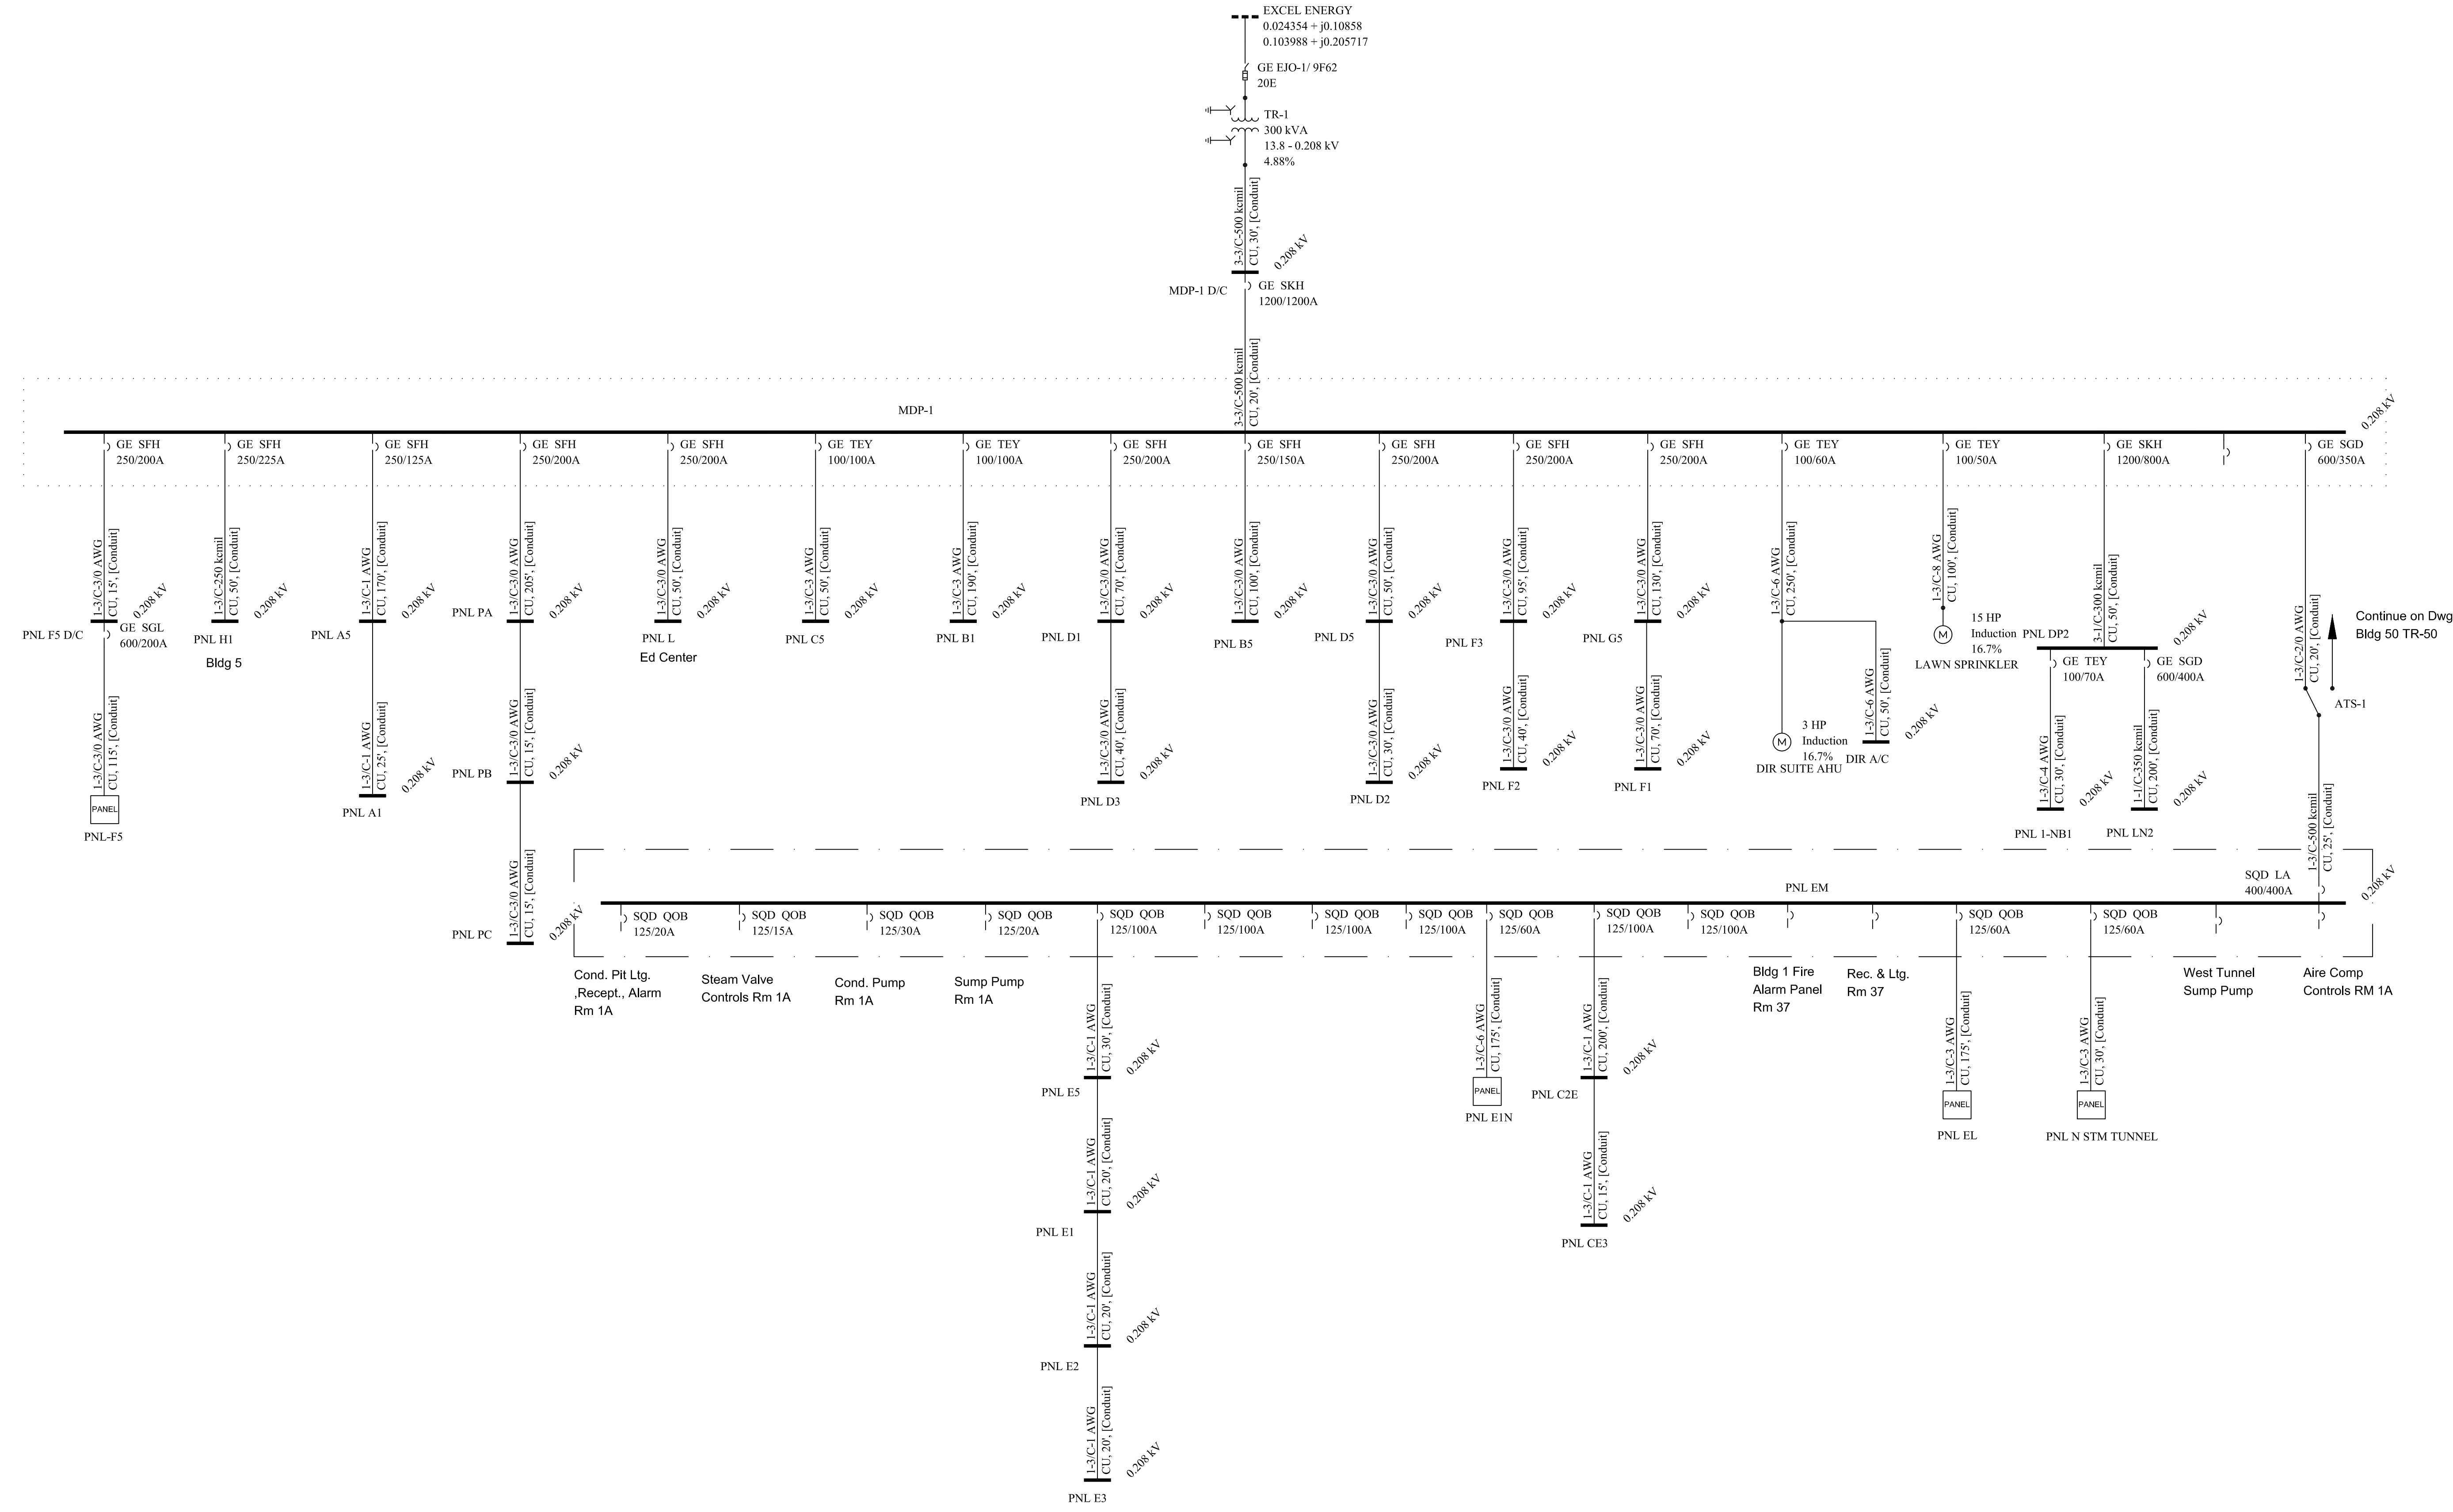 EXCEL ENERGY
0.024354 + j0.10858
0.103988 + j0.205717
GE EJO-1/ 9F62
20E
TR-1
300 kVA
13.8 - 0.208 kV
4.88%
3-3/C-500 kcmil
CU, 30', [Conduit]
0.208 kV
MDP-1 D/C
GE SKH
1200/1200A
3-3/C-500 kcmil
CU, 20', [Conduit]
MDP-1
0.208 kV
GE SFH
250/200A
GE SFH
250/225A
GE SFH
250/125A
GE SFH
250/200A
GE SFH
250/200A
GE TEY
100/100A
GE TEY
100/100A
GE SFH
250/200A
GE SFH
250/150A
GE SFH
250/200A
GE SFH
250/200A
GE SFH
250/200A
GE TEY
100/60A
GE TEY
100/50A
GE SKH
1200/800A
GE SGD
600/350A
1-3/C-3/0 AWG
CU, 15', [Conduit]
0.208 kV
PNL F5 D/C
GE SGL
600/200A
1-3/C-3/0 AWG
CU, 115', [Conduit]
PANEL
PNL-F5
1-3/C-250 kcmil
CU, 50', [Conduit]
0.208 kV
PNL H1
Bldg 5
1-3/C-1 AWG
CU, 170', [Conduit]
0.208 kV
PNL A5
1-3/C-1 AWG
CU, 25', [Conduit]
0.208 kV
PNL A1
1-3/C-3/0 AWG
CU, 205', [Conduit]
0.208 kV
PNL PA
1-3/C-3/0 AWG
CU, 15', [Conduit]
0.208 kV
PNL PB
1-3/C-3/0 AWG
CU, 15', [Conduit]
0.208 kV
PNL PC
1-3/C-3/0 AWG
CU, 50', [Conduit]
0.208 kV
PNL L
Ed Center
1-3/C-3 AWG
CU, 50', [Conduit]
0.208 kV
PNL C5
1-3/C-3 AWG
CU, 190', [Conduit]
0.208 kV
PNL B1
1-3/C-3/0 AWG
CU, 70', [Conduit]
0.208 kV
PNL D1
1-3/C-3/0 AWG
CU, 40', [Conduit]
0.208 kV
PNL D3
1-3/C-3/0 AWG
CU, 100', [Conduit]
0.208 kV
PNL B5
1-3/C-3/0 AWG
CU, 50', [Conduit]
0.208 kV
PNL D5
1-3/C-3/0 AWG
CU, 30', [Conduit]
0.208 kV
PNL D2
1-3/C-3/0 AWG
CU, 95', [Conduit]
0.208 kV
PNL F3
1-3/C-3/0 AWG
CU, 40', [Conduit]
0.208 kV
PNL F2
1-3/C-3/0 AWG
CU, 130', [Conduit]
0.208 kV
PNL G5
1-3/C-3/0 AWG
CU, 70', [Conduit]
0.208 kV
PNL F1
1-3/C-6 AWG
CU, 250', [Conduit]
M
3 HP
Induction
16.7%
DIR SUITE AHU
1-3/C-6 AWG
CU, 50', [Conduit]
0.208 kV
DIR A/C
1-3/C-8 AWG
CU, 100', [Conduit]
M
15 HP
Induction
16.7%
LAWN SPRINKLER
3-1/C-300 kcmil
CU, 50', [Conduit]
0.208 kV
PNL DP2
GE TEY
100/70A
GE SGD
600/400A
1-3/C-4 AWG
CU, 30', [Conduit]
0.208 kV
PNL 1-NB1
1-1/C-350 kcmil
CU, 200', [Conduit]
0.208 kV
PNL LN2
1-3/C-2/0 AWG
CU, 20', [Conduit]
Continue on Dwg
Bldg 50 TR-50
ATS-1
1-3/C-500 kcmil
CU, 25', [Conduit]
SQD LA
400/400A
0.208 kV
PNL EM
SQD QOB
125/20A
SQD QOB
125/15A
SQD QOB
125/30A
SQD QOB
125/20A
SQD QOB
125/100A
SQD QOB
125/100A
SQD QOB
125/100A
SQD QOB
125/100A
SQD QOB
125/60A
SQD QOB
125/100A
SQD QOB
125/100A
SQD QOB
125/60A
SQD QOB
125/60A
Cond. Pit Ltg.
,Recept., Alarm
Rm 1A
Steam Valve
Controls Rm 1A
Cond. Pump
Rm 1A
Sump Pump
Rm 1A
Bldg 1 Fire
Alarm Panel
Rm 37
Rec. & Ltg.
Rm 37
West Tunnel
Sump Pump
Aire Comp
Controls RM 1A
1-3/C-1 AWG
CU, 30', [Conduit]
0.208 kV
PNL E5
1-3/C-1 AWG
CU, 20', [Conduit]
0.208 kV
PNL E1
1-3/C-1 AWG
CU, 20', [Conduit]
0.208 kV
PNL E2
1-3/C-1 AWG
CU, 20', [Conduit]
0.208 kV
PNL E3
1-3/C-6 AWG
CU, 175', [Conduit]
PANEL
PNL E1N
1-3/C-1 AWG
CU, 200', [Conduit]
0.208 kV
PNL C2E
1-3/C-1 AWG
CU, 15', [Conduit]
0.208 kV
PNL CE3
1-3/C-3 AWG
CU, 175', [Conduit]
PANEL
PNL EL
1-3/C-3 AWG
CU, 30', [Conduit]
PANEL
PNL N STM TUNNEL